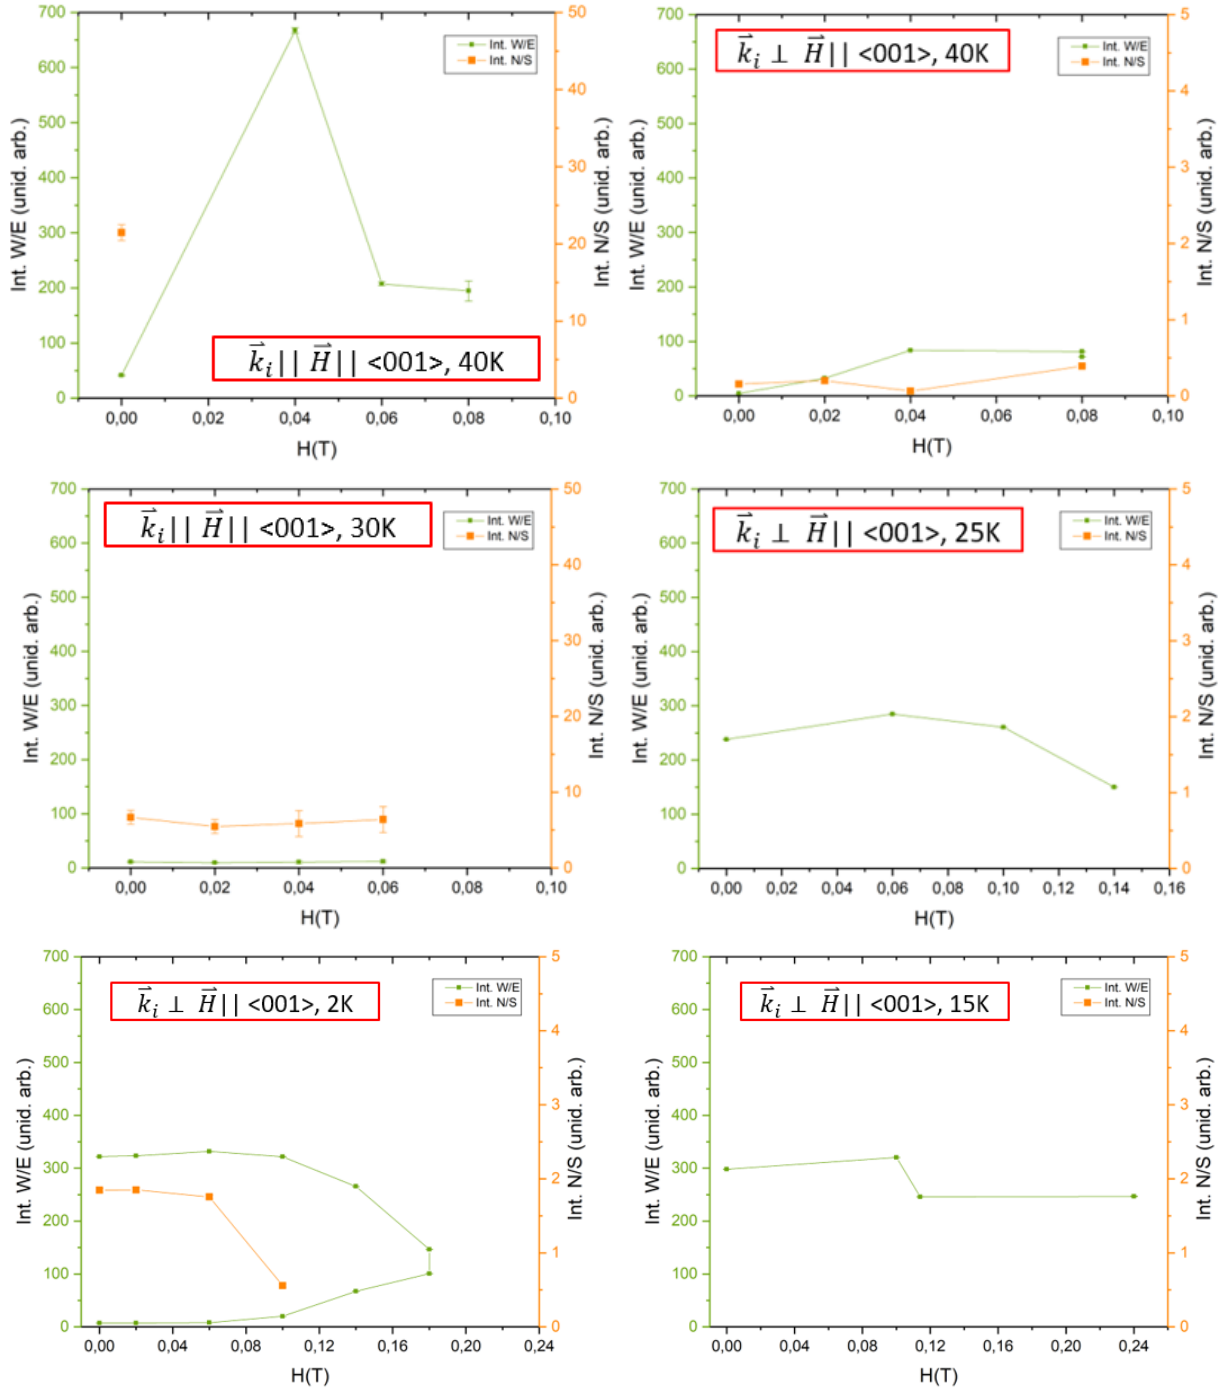 700
600
500
400
300
200
100
0
50
40
30
20
10
0
Int. W/E
Int. N/S
Int. W/E (unid. arb.)
Int. N/S (unid. arb.)
k⃗ᵢ|| H⃗|| <001>, 40K
0,00 0,02 0,04 0,06 0,08 0,10
H(T)
700
600
500
400
300
200
100
0
5
4
3
2
1
0
k⃗ᵢ ⊥ H⃗|| <001>, 40K
Int. W/E
Int. N/S
Int. W/E (unid. arb.)
Int. N/S (unid. arb.)
0,00 0,02 0,04 0,06 0,08 0,10
H(T)
700
600
500
400
300
200
100
0
50
40
30
20
10
0
k⃗ᵢ|| H⃗|| <001>, 30K
Int. W/E
Int. N/S
Int. W/E (unid. arb.)
Int. N/S (unid. arb.)
0,00 0,02 0,04 0,06 0,08 0,10
H(T)
700
600
500
400
300
200
100
0
5
4
3
2
1
0
k⃗ᵢ ⊥ H⃗|| <001>, 25K
Int. W/E
Int. N/S
Int. W/E (unid. arb.)
Int. N/S (unid. arb.)
0,00 0,02 0,04 0,06 0,08 0,10 0,12 0,14 0,16
H(T)
700
600
500
400
300
200
100
0
5
4
3
2
1
0
k⃗ᵢ ⊥ H⃗|| <001>, 2K
Int. W/E
Int. N/S
Int. W/E (unid. arb.)
Int. N/S (unid. arb.)
0,00 0,04 0,08 0,12 0,16 0,20 0,24
H(T)
700
600
500
400
300
200
100
0
5
4
3
2
1
0
k⃗ᵢ ⊥ H⃗|| <001>, 15K
Int. W/E
Int. N/S
Int. W/E (unid. arb.)
Int. N/S (unid. arb.)
0,00 0,04 0,08 0,12 0,16 0,20 0,24
H(T)